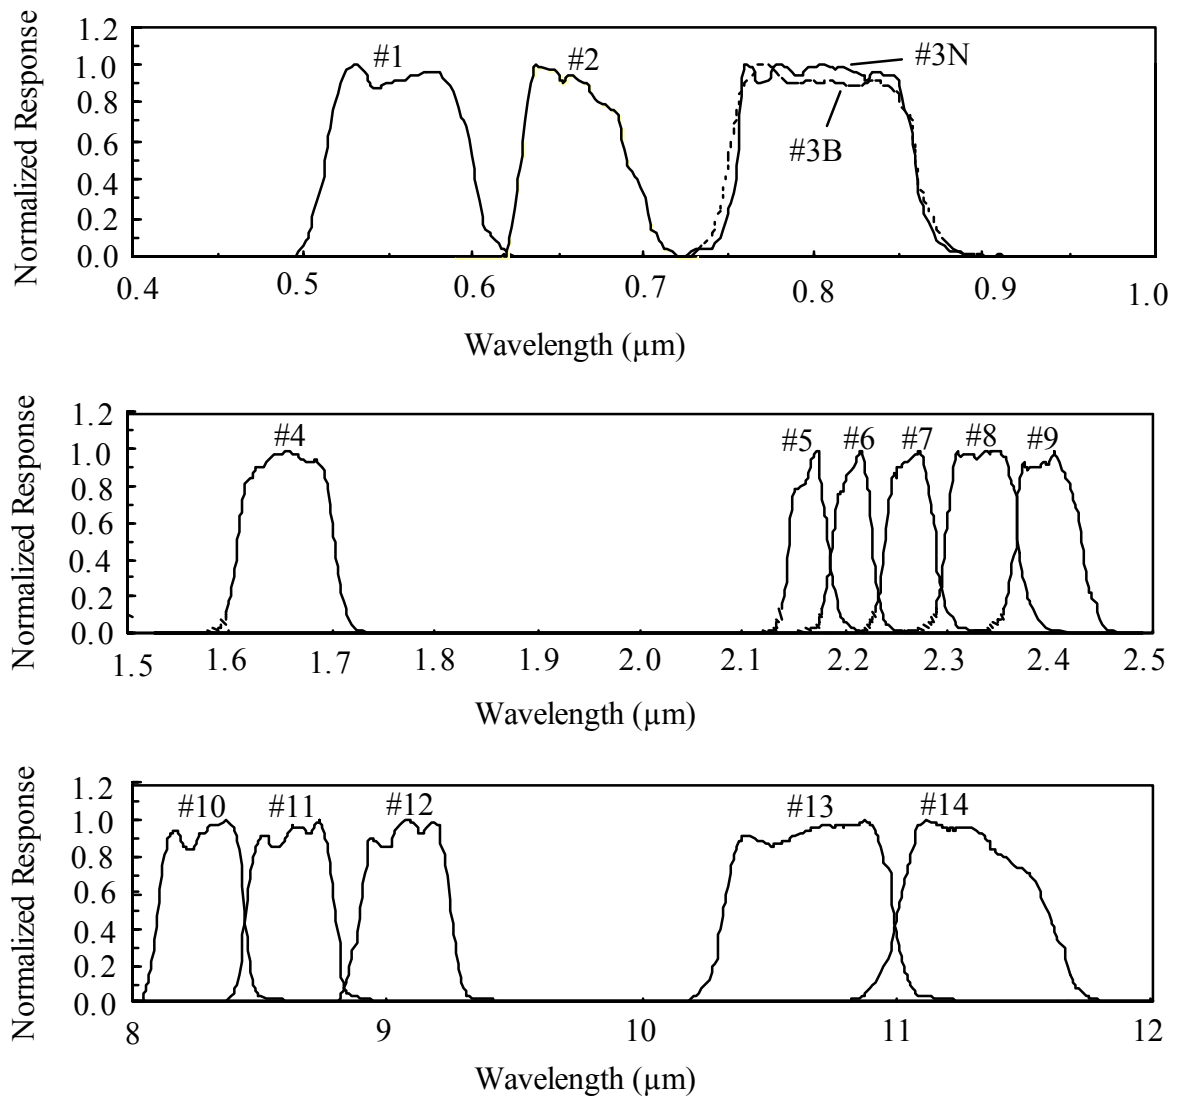 Normalized Response
1.2
1.0
0.8
0.6
0.4
0.2
0.0
#1
#2
#3N
#3B
0.4 0.5 0.6 0.7 0.8 0.9 1.0
Wavelength (µm)
Normalized Response
1.2
1.0
0.8
0.6
0.4
0.2
0.0
#4
#5 #6 #7 #8 #9
1.5 1.6 1.7 1.8 1.9 2.0 2.1 2.2 2.3 2.4 2.5
Wavelength (µm)
Normalized Response
1.2
1.0
0.8
0.6
0.4
0.2
0.0
#10 #11 #12 #13 #14
8 9 10 11 12
Wavelength (µm)